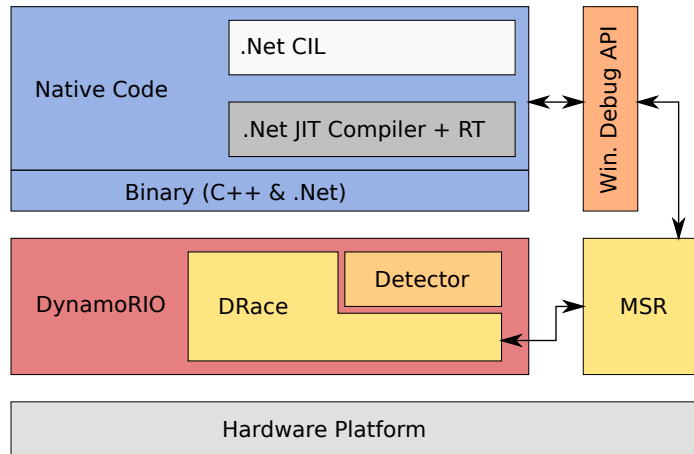 .Net CIL
Native Code
.Net JIT Compiler + RT
Binary (C++ & .Net)
Win. Debug API
DynamoRIO
DRace
Detector
MSR
Hardware Platform